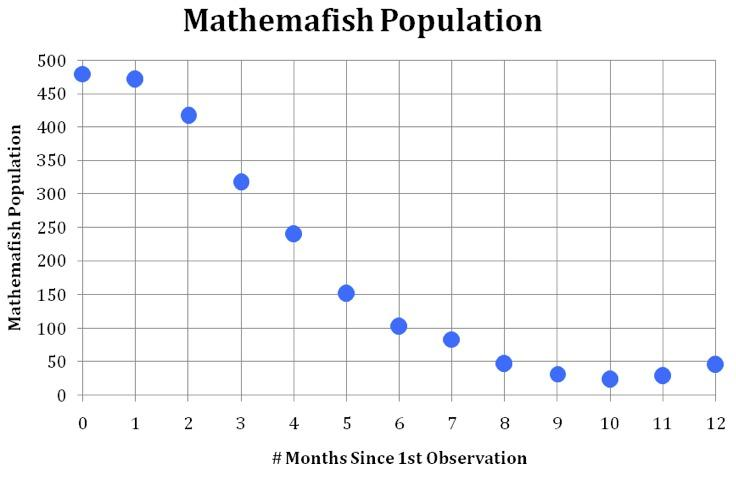 Mathemafish Population
500
450
400
350
300
250
200
150
100
50
0
Mathemafish Population
0 1 2 3 4 5 6 7 8 9 10 11 12
# Months Since 1st Observation